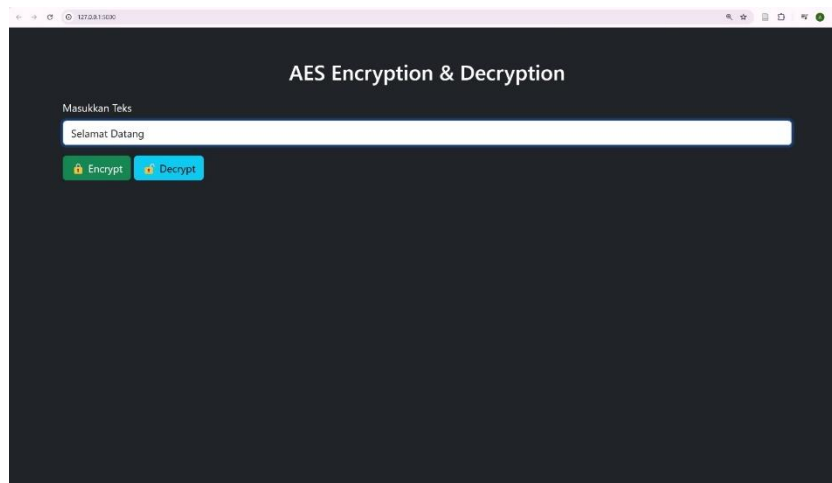 AES Encryption & Decryption
Masukkan Teks
Selamat Datang
Encrypt Decrypt